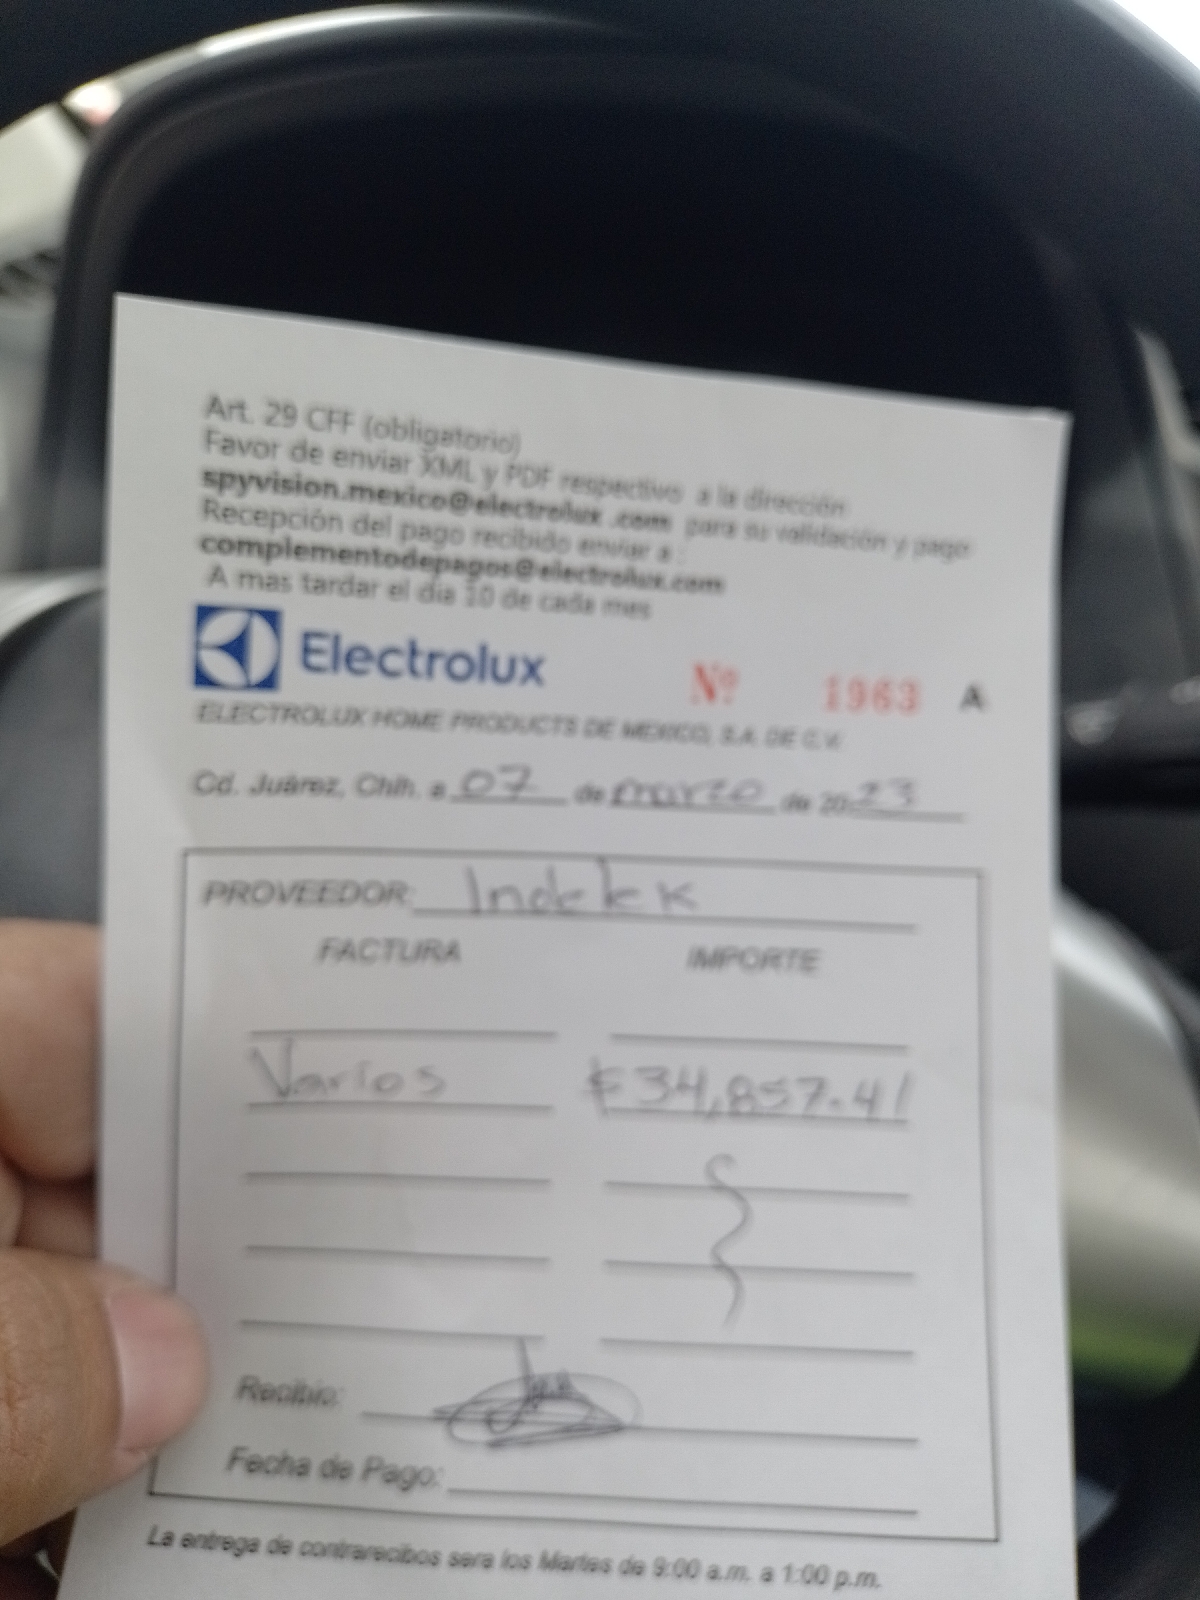 Art. 29 CFF (obligatorio)
Favor de enviar XML y PDF respectivo a la dirección
spyvision.mexico@electrolux .com para su validación y pago
Recepción del pago recibido enviar a :
complementodepagos@electrolux.com
A mas tardar el dia 10 de cada mes
Electrolux Nº 1963 A
ELECTROLUX HOME PRODUCTS DE MEXICO, S.A. DE C.V.
Cd. Juárez, Chih. a 07 de marzo de 2023
PROVEEDOR: Indelek
FACTURA IMPORTE
Varios $34,857.41
Recibio:
Fecha de Pago:
La entrega de contrarecibos sera los Martes de 9:00 a.m. a 1:00 p.m.